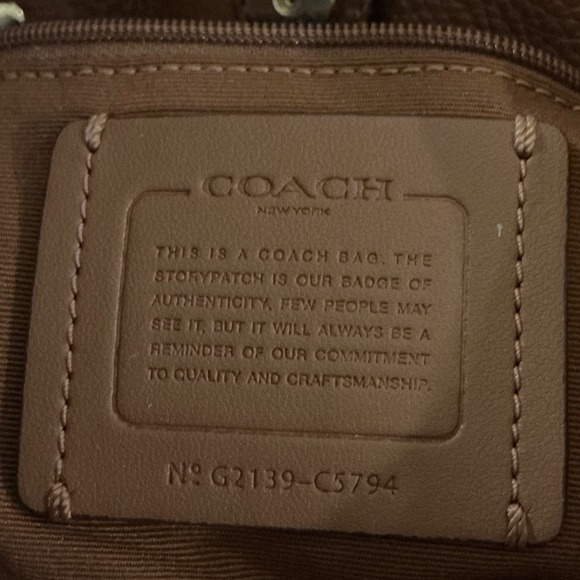 COACH
NEW YORK
THIS IS A COACH BAG. THE
STORYPATCH IS OUR BADGE OF
AUTHENTICITY. FEW PEOPLE MAY
SEE IT, BUT IT WILL ALWAYS BE A
REMINDER OF OUR COMMITMENT
TO QUALITY AND CRAFTSMANSHIP.
Nº G2139-C5794